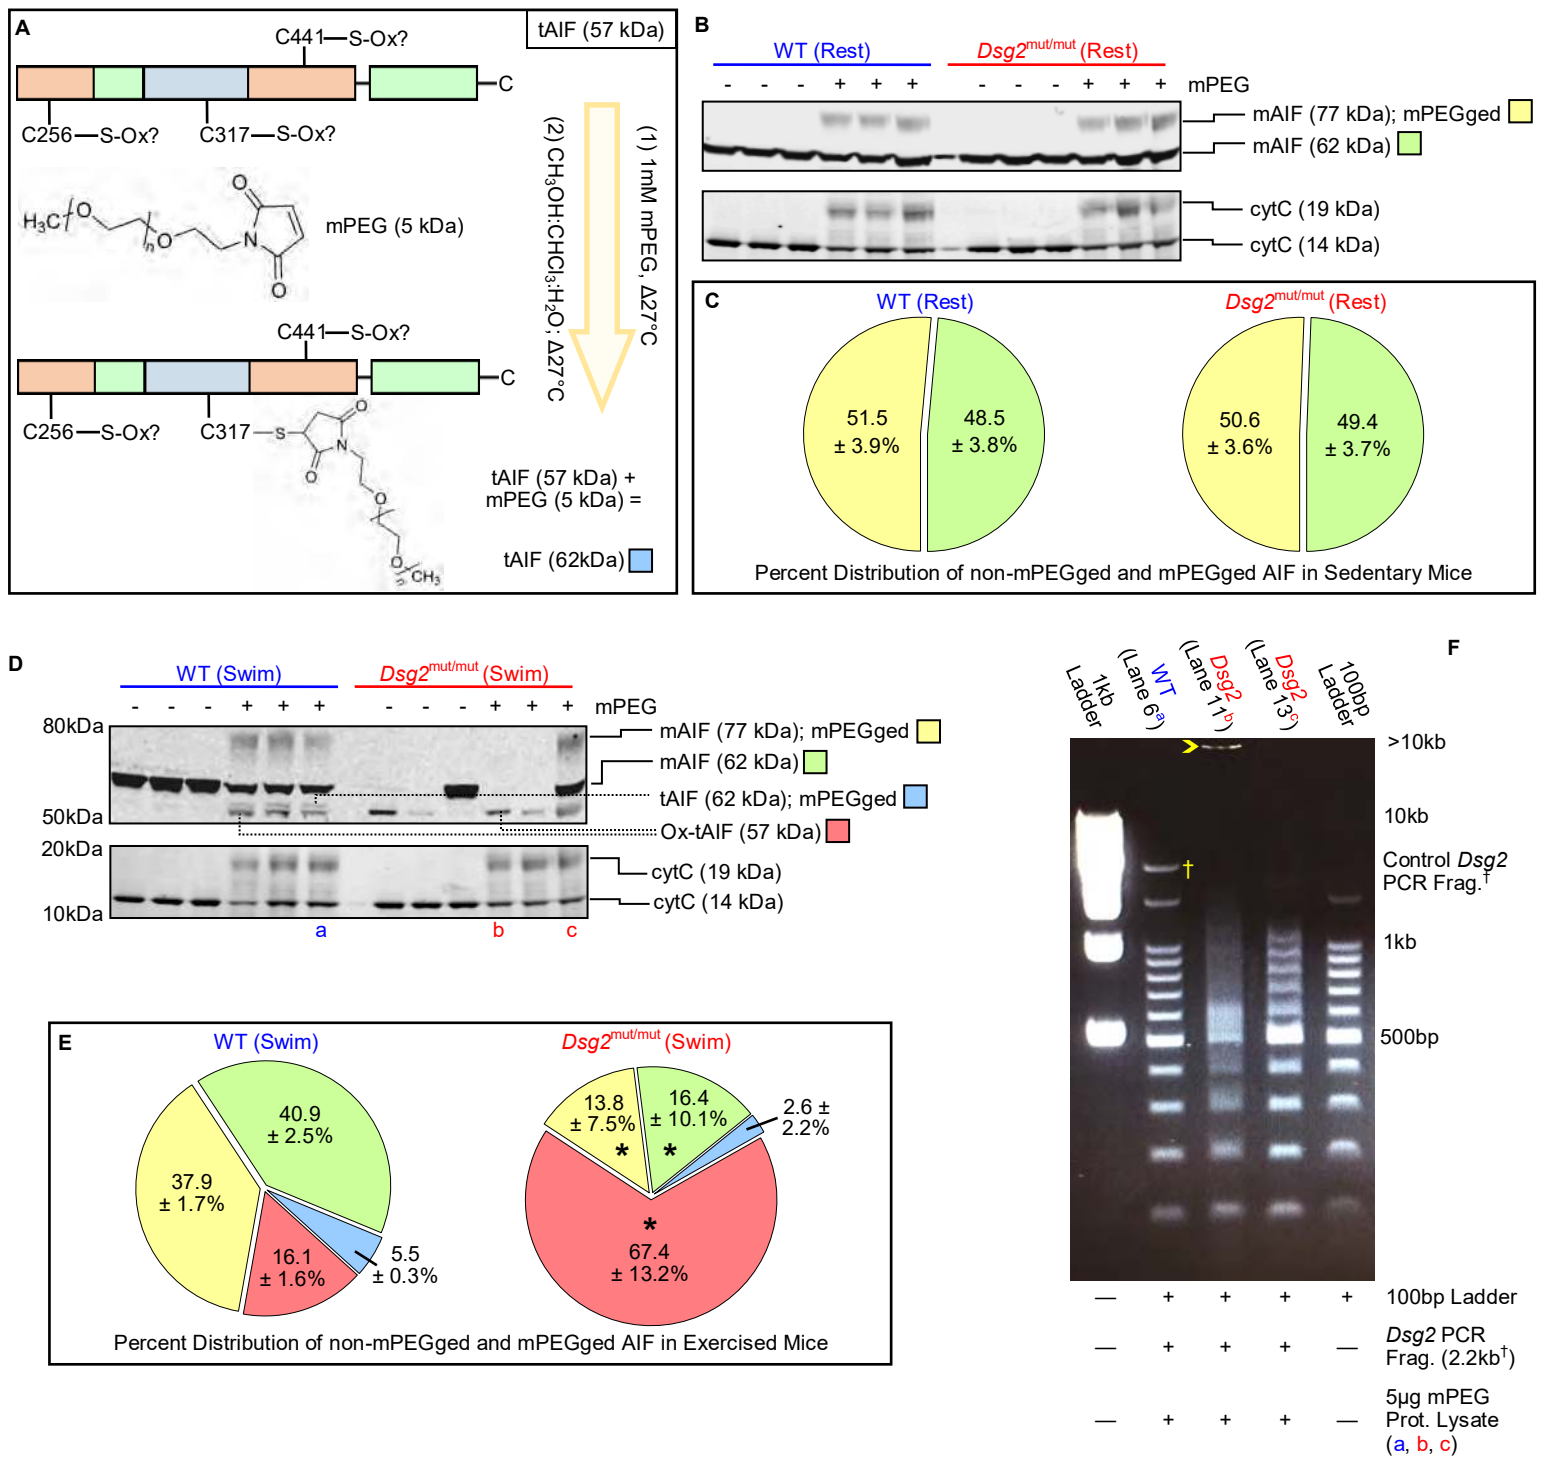 A
tAIF (57 kDa)
C441—S-Ox?
C
C256—S-Ox?
C317—S-Ox?
H₃C
O
n
O
N
O
O
mPEG (5 kDa)
(1) 1mM mPEG, Δ27°C
(2) CH₃OH:CHCl₃:H₂O; Δ27°C
C441—S-Ox?
C
C256—S-Ox?
C317
S
O
N
O
O
O
n
CH₃
tAIF (57 kDa) +
mPEG (5 kDa) =
tAIF (62kDa)
B
WT (Rest)
Dsg2mut/mut (Rest)
- - - + + + - - - + + + mPEG
mAIF (77 kDa); mPEGged
mAIF (62 kDa)
cytC (19 kDa)
cytC (14 kDa)
C
WT (Rest)
Dsg2mut/mut (Rest)
51.5
± 3.9%
48.5
± 3.8%
50.6
± 3.6%
49.4
± 3.7%
Percent Distribution of non-mPEGged and mPEGged AIF in Sedentary Mice
D
WT (Swim)
Dsg2mut/mut (Swim)
- - - + + + - - - + + + mPEG
80kDa
50kDa
20kDa
10kDa
mAIF (77 kDa); mPEGged
mAIF (62 kDa)
tAIF (62 kDa); mPEGged
Ox-tAIF (57 kDa)
cytC (19 kDa)
cytC (14 kDa)
a
b
c
E
WT (Swim)
Dsg2mut/mut (Swim)
40.9
± 2.5%
37.9
± 1.7%
16.1
± 1.6%
5.5
± 0.3%
13.8
± 7.5%
*
16.4
± 10.1%
*
2.6 ±
2.2%
*
67.4
± 13.2%
Percent Distribution of non-mPEGged and mPEGged AIF in Exercised Mice
F
1kb
Ladder
WT
(Lane 6a)
Dsg2
(Lane 11b)
Dsg2
(Lane 13c)
100bp
Ladder
†
>10kb
10kb
Control Dsg2
PCR Frag.†
1kb
500bp
— + + + + 100bp Ladder
— + + + — Dsg2 PCR
Frag. (2.2kb†)
— + + + — 5µg mPEG
Prot. Lysate
(a, b, c)